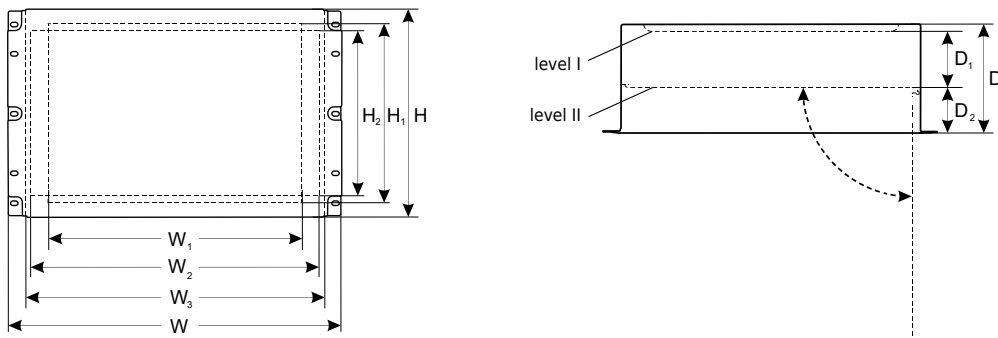 H₂ H₁ H
W₁
W₂
W₃
W
level I
level II
D₁
D
D₂